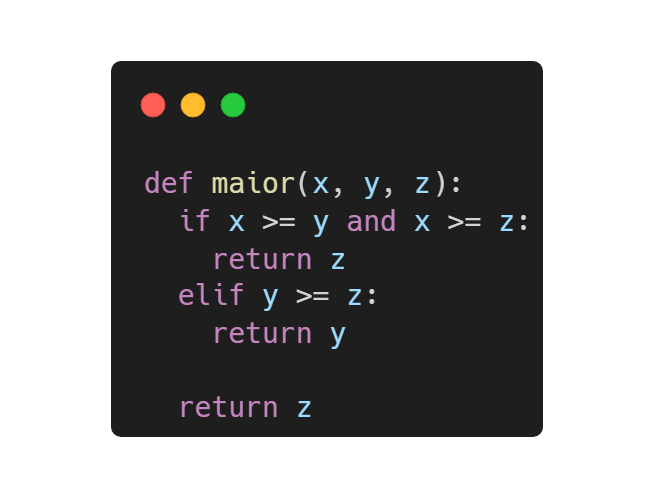 def maior(x, y, z):
  if x >= y and x >= z:
    return z
  elif y >= z:
    return y

  return z